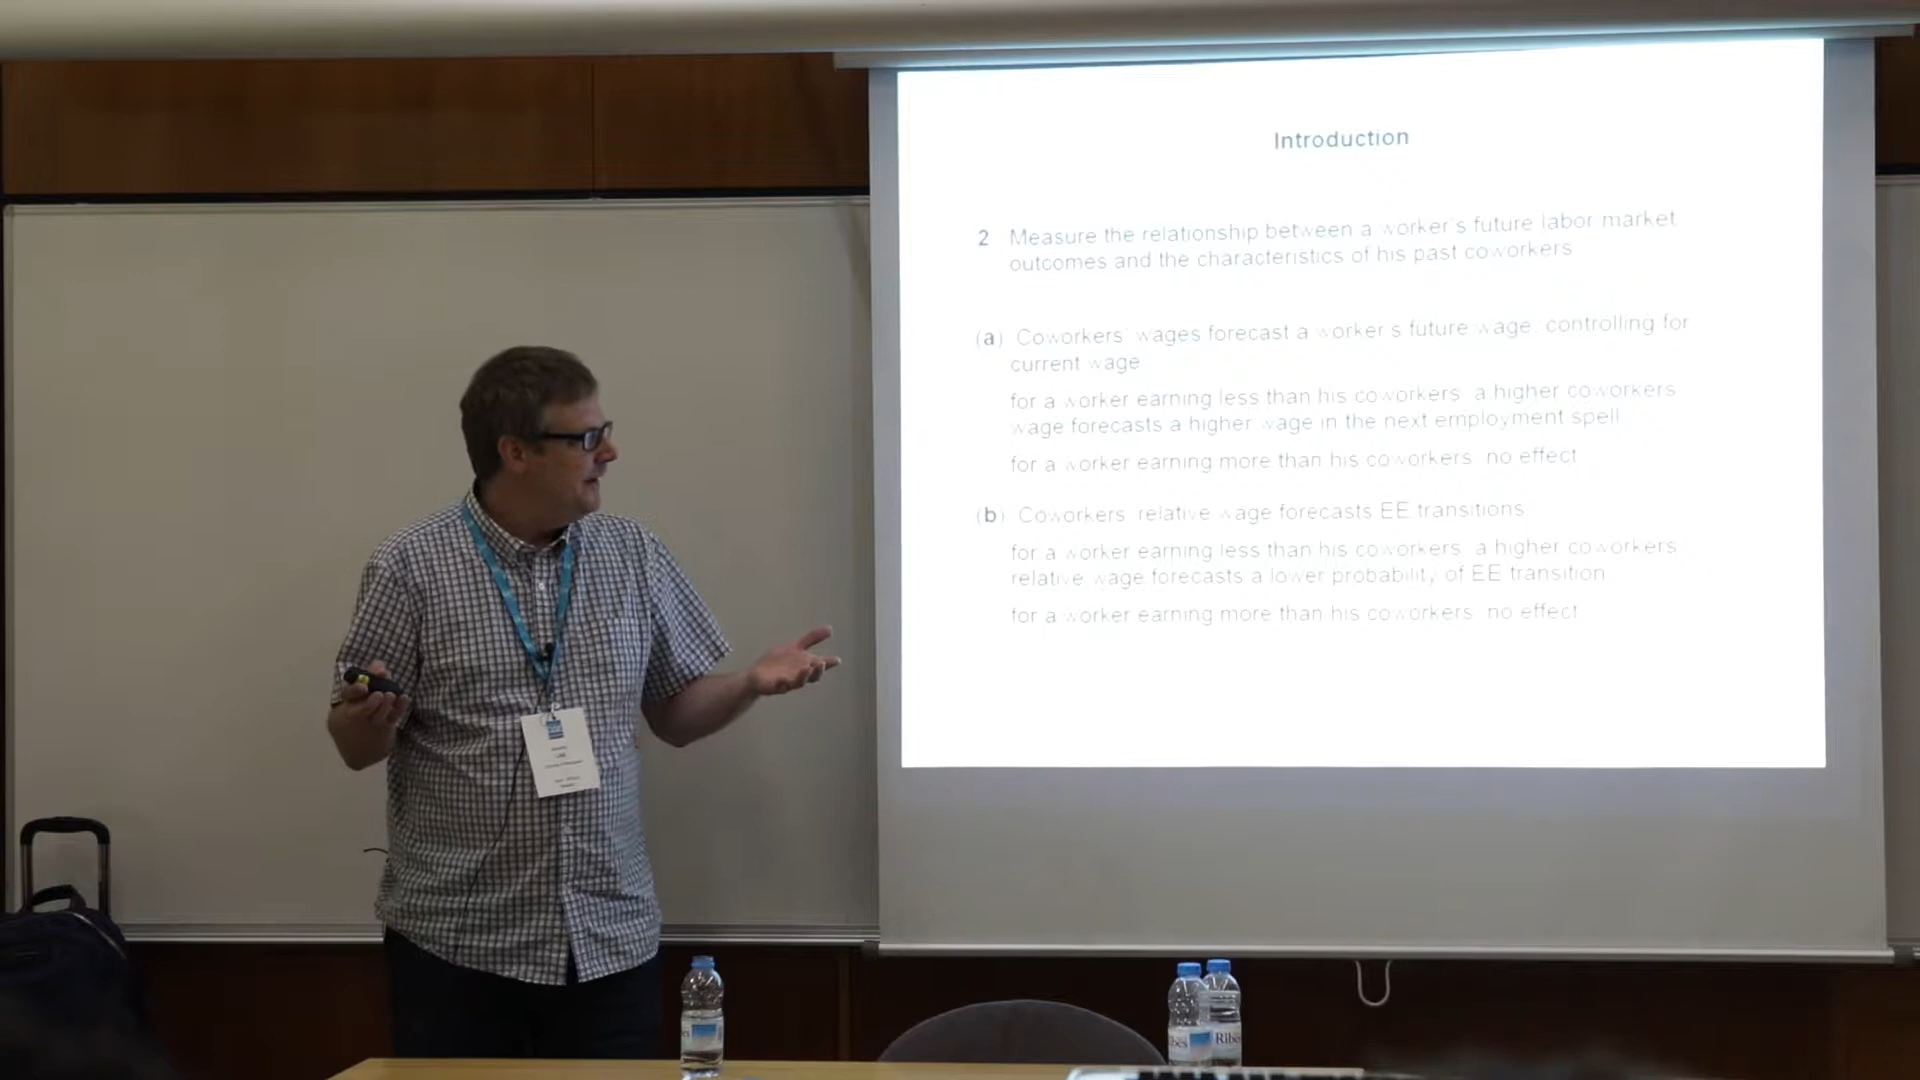 Introduction
2 Measure the relationship between a worker's future labor market
outcomes and the characteristics of his past coworkers
(a) Coworkers' wages forecast a worker's future wage, controlling for
current wage
for a worker earning less than his coworkers, a higher coworkers
wage forecasts a higher wage in the next employment spell
for a worker earning more than his coworkers, no effect
(b) Coworkers' relative wage forecasts EE transitions
for a worker earning less than his coworkers, a higher coworkers
relative wage forecasts a lower probability of EE transition
for a worker earning more than his coworkers, no effect
Ribes